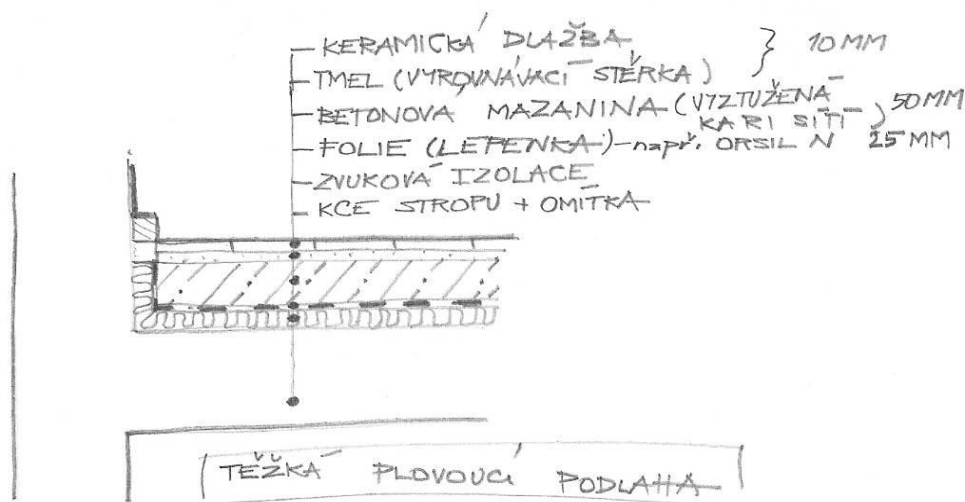 KERAMICKÁ DLAŽBA } 10 MM
TMEL (VYROVNÁVACÍ STĚRKA)
BETONOVÁ MAZANINA (VYZTUŽENÁ KARI SÍTÍ) 50 MM
FOLIE (LEPENKA) - např. ORSIL N 25 MM
ZVUKOVÁ IZOLACE
KCE STROPU + OMÍTKA
TĚŽKÁ PLOVOUCÍ PODLAHA